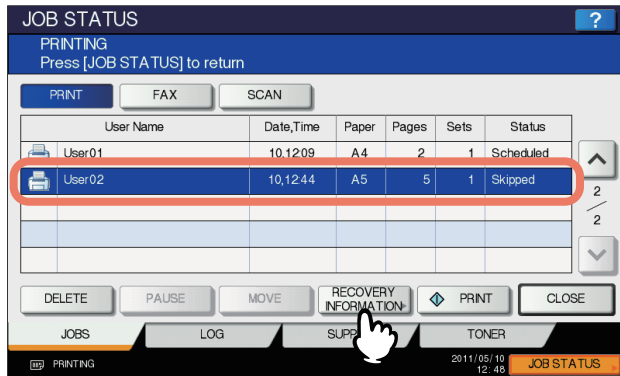 JOB STATUS ?
PRINTING
Press [JOB STATUS] to return
PRINT FAX SCAN
User Name Date,Time Paper Pages Sets Status
User01 10,12:09 A4 2 1 Scheduled
User02 10,12:44 A5 5 1 Skipped
2
2
DELETE PAUSE MOVE RECOVERY INFORMATION PRINT CLOSE
JOBS LOG SUPP TONER
PRINTING 2011/05/10 12:48 JOB STATUS